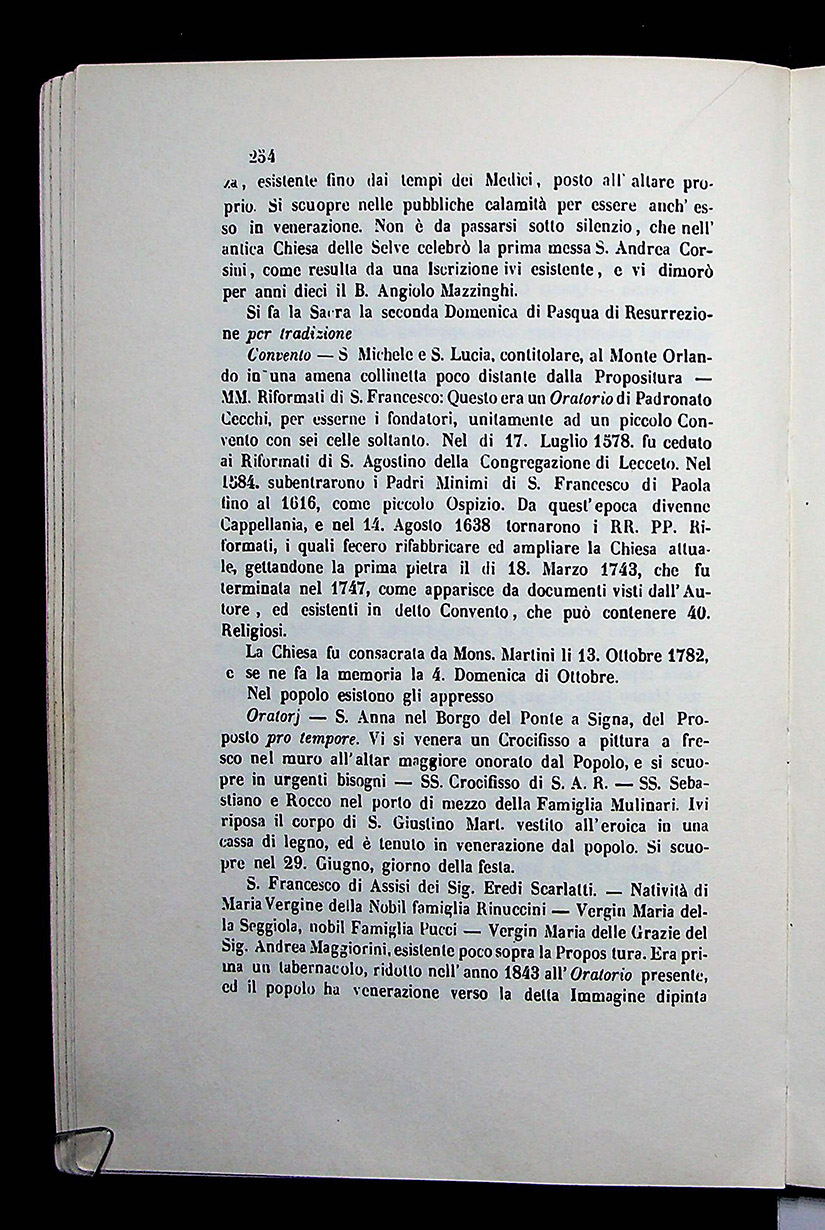 254
za, esistente fino dai tempi dei Medici, posto all' altare pro-
prio. Si scuopre nelle pubbliche calamità per essere anch' es-
so in venerazione. Non è da passarsi sotto silenzio, che nell'
antica Chiesa delle Selve celebrò la prima messa S. Andrea Cor-
sini, come resulta da una Iscrizione ivi esistente, e vi dimorò
per anni dieci il B. Angiolo Mazzinghi.
Si fa la Sacra la seconda Domenica di Pasqua di Resurrezio-
ne per tradizione
Convento — S Michele e S. Lucia, contitolare, al Monte Orlan-
do in una amena collinetta poco distante dalla Propositura —
MM. Riformati di S. Francesco: Questo era un Oratorio di Padronato
Cecchi, per esserne i fondatori, unitamente ad un piccolo Con-
vento con sei celle soltanto. Nel di 17. Luglio 1578. fu ceduto
ai Riformati di S. Agostino della Congregazione di Lecceto. Nel
1584. subentrarono i Padri Minimi di S. Francesco di Paola
fino al 1616, come piccolo Ospizio. Da quest' epoca divenne
Cappellania, e nel 14. Agosto 1638 tornarono i RR. PP. Ri-
formati, i quali fecero rifabbricare ed ampliare la Chiesa attua-
le, gettandone la prima pietra il di 18. Marzo 1743, che fu
terminata nel 1747, come apparisce da documenti visti dall' Au-
tore , ed esistenti in detto Convento, che può contenere 40.
Religiosi.
La Chiesa fu consacrata da Mons. Martini li 13. Ottobre 1782,
e se ne fa la memoria la 4. Domenica di Ottobre.
Nel popolo esistono gli appresso
Oratorj — S. Anna nel Borgo del Ponte a Signa, del Pro-
posto pro tempore. Vi si venera un Crocifisso a pittura a fre-
sco nel muro all'altar maggiore onorato dal Popolo, e si scuo-
pre in urgenti bisogni — SS. Crocifisso di S. A. R. — SS. Seba-
stiano e Rocco nel porto di mezzo della Famiglia Mulinari. Ivi
riposa il corpo di S. Giustino Mart. vestito all'eroica in una
cassa di legno, ed è tenuto in venerazione dal popolo. Si scuo-
pre nel 29. Giugno, giorno della festa.
S. Francesco di Assisi dei Sig. Eredi Scarlatti. — Natività di
Maria Vergine della Nobil famiglia Rinuccini — Vergin Maria del-
la Seggiola, nobil Famiglia Pucci — Vergin Maria delle Grazie del
Sig. Andrea Maggiorini, esistente poco sopra la Propos tura. Era pri-
ma un tabernacolo, ridotto nell' anno 1843 all' Oratorio presente,
ed il popolo ha venerazione verso la detta Immagine dipinta